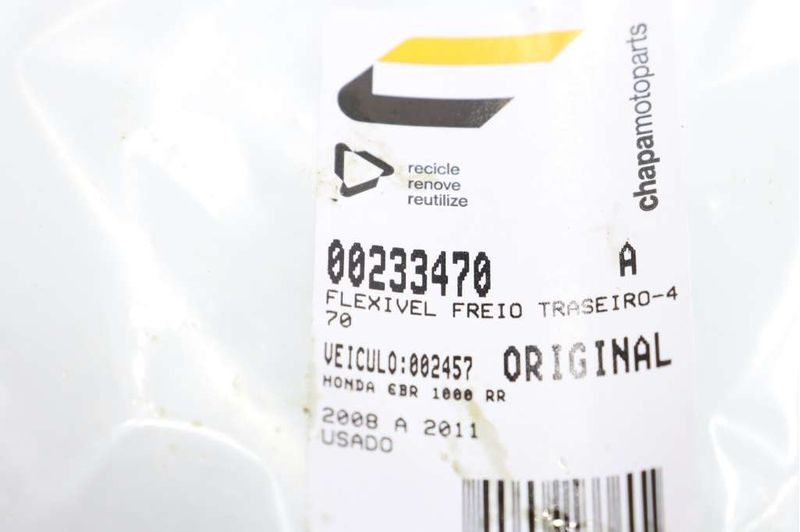 chapamotoparts
recicle
renove
reutilize
00233470 A
FLEXIVEL FREIO TRASEIRO-4
70
VEICULO:002457 ORIGINAL
HONDA CBR 1000 RR
2008 A 2011
USADO